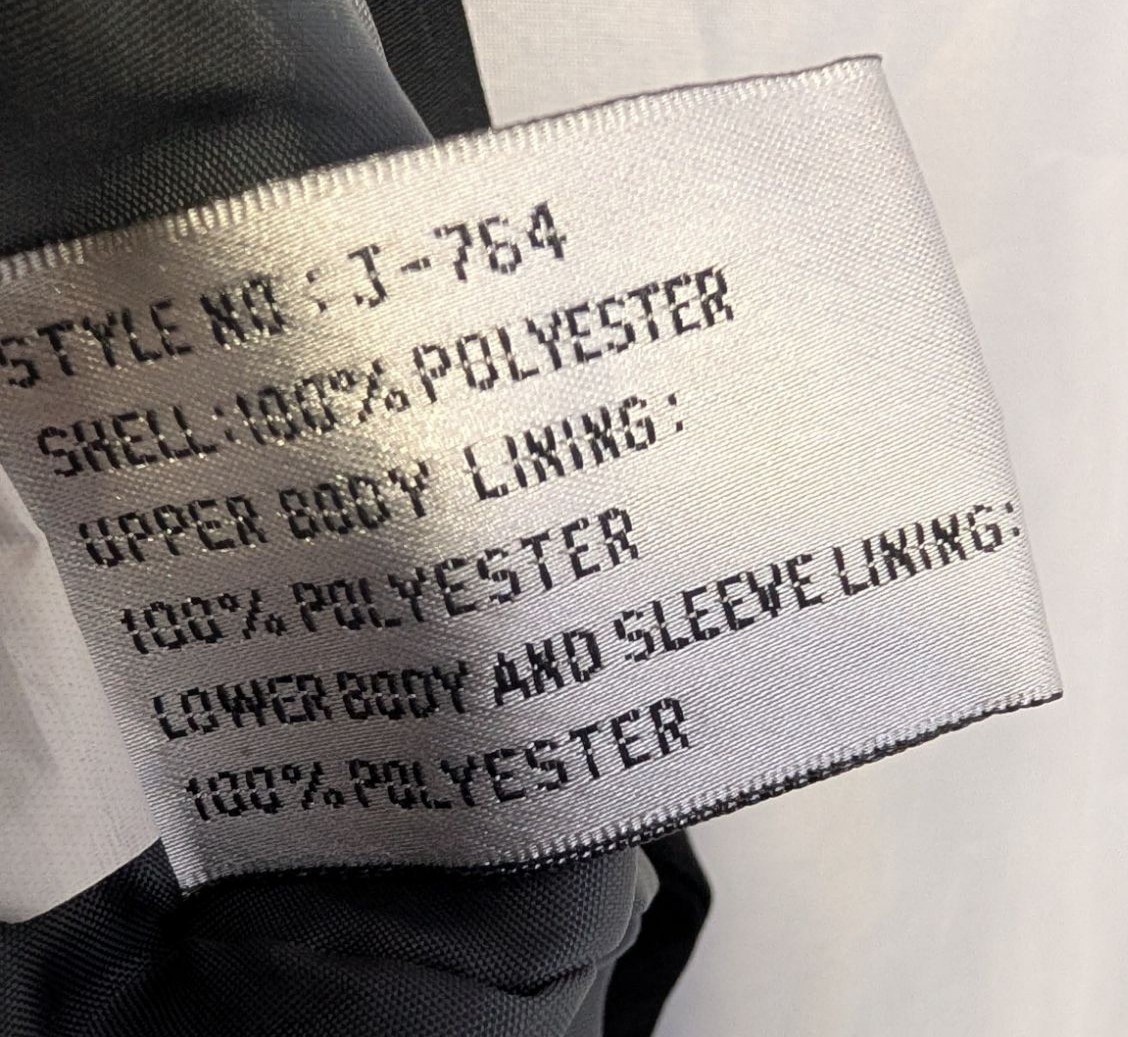 STYLE NO:J-764
SHELL:100%POLYESTER
UPPER BODY LINING:
100%POLYESTER
LOWER BODY AND SLEEVE LINING:
100%POLYESTER